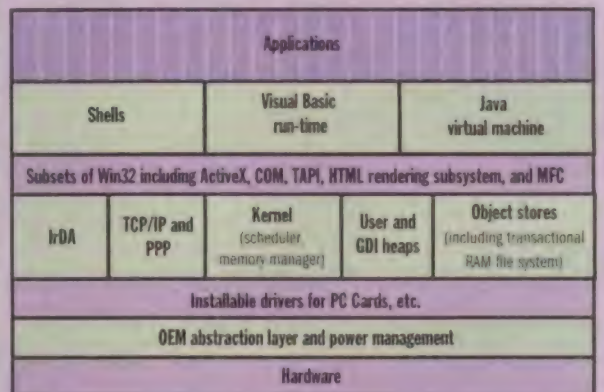 Applications
Shells
Visual Basic
run-time
Java
virtual machine
Subsets of Win32 including ActiveX, COM, TAPI, HTML rendering subsystem, and MFC
IrDA
TCP/IP and
PPP
Kernel
(scheduler,
memory manager)
User and
GDI heaps
Object stores
(including transactional
RAM file system)
Installable drivers for PC Cards, etc.
OEM abstraction layer and power management
Hardware